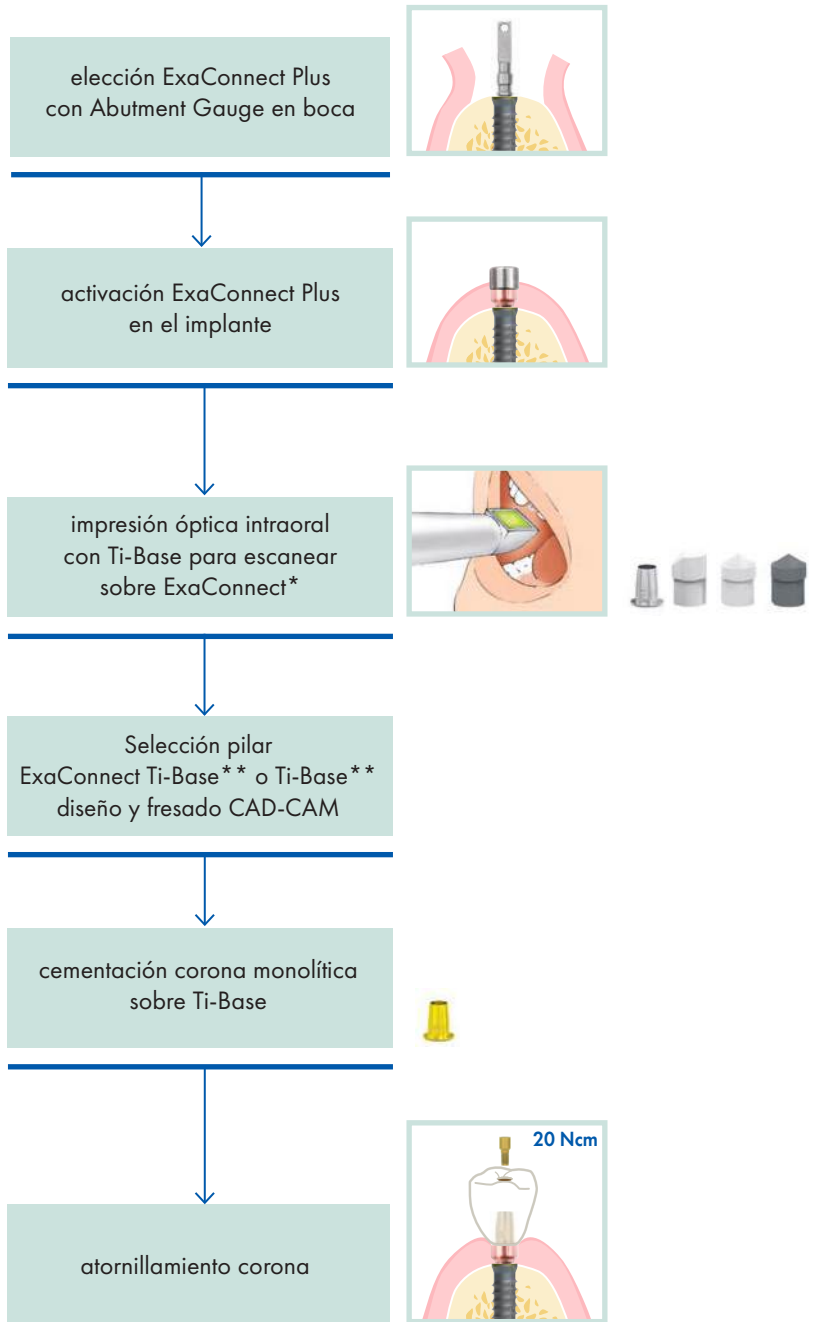 elección ExaConnect Plus
con Abutment Gauge en boca
activación ExaConnect Plus
en el implante
impresión óptica intraoral
con Ti-Base para escanear
sobre ExaConnect*
Selección pilar
ExaConnect Ti-Base** o Ti-Base**
diseño y fresado CAD-CAM
cementación corona monolítica
sobre Ti-Base
20 Ncm
atornillamiento corona